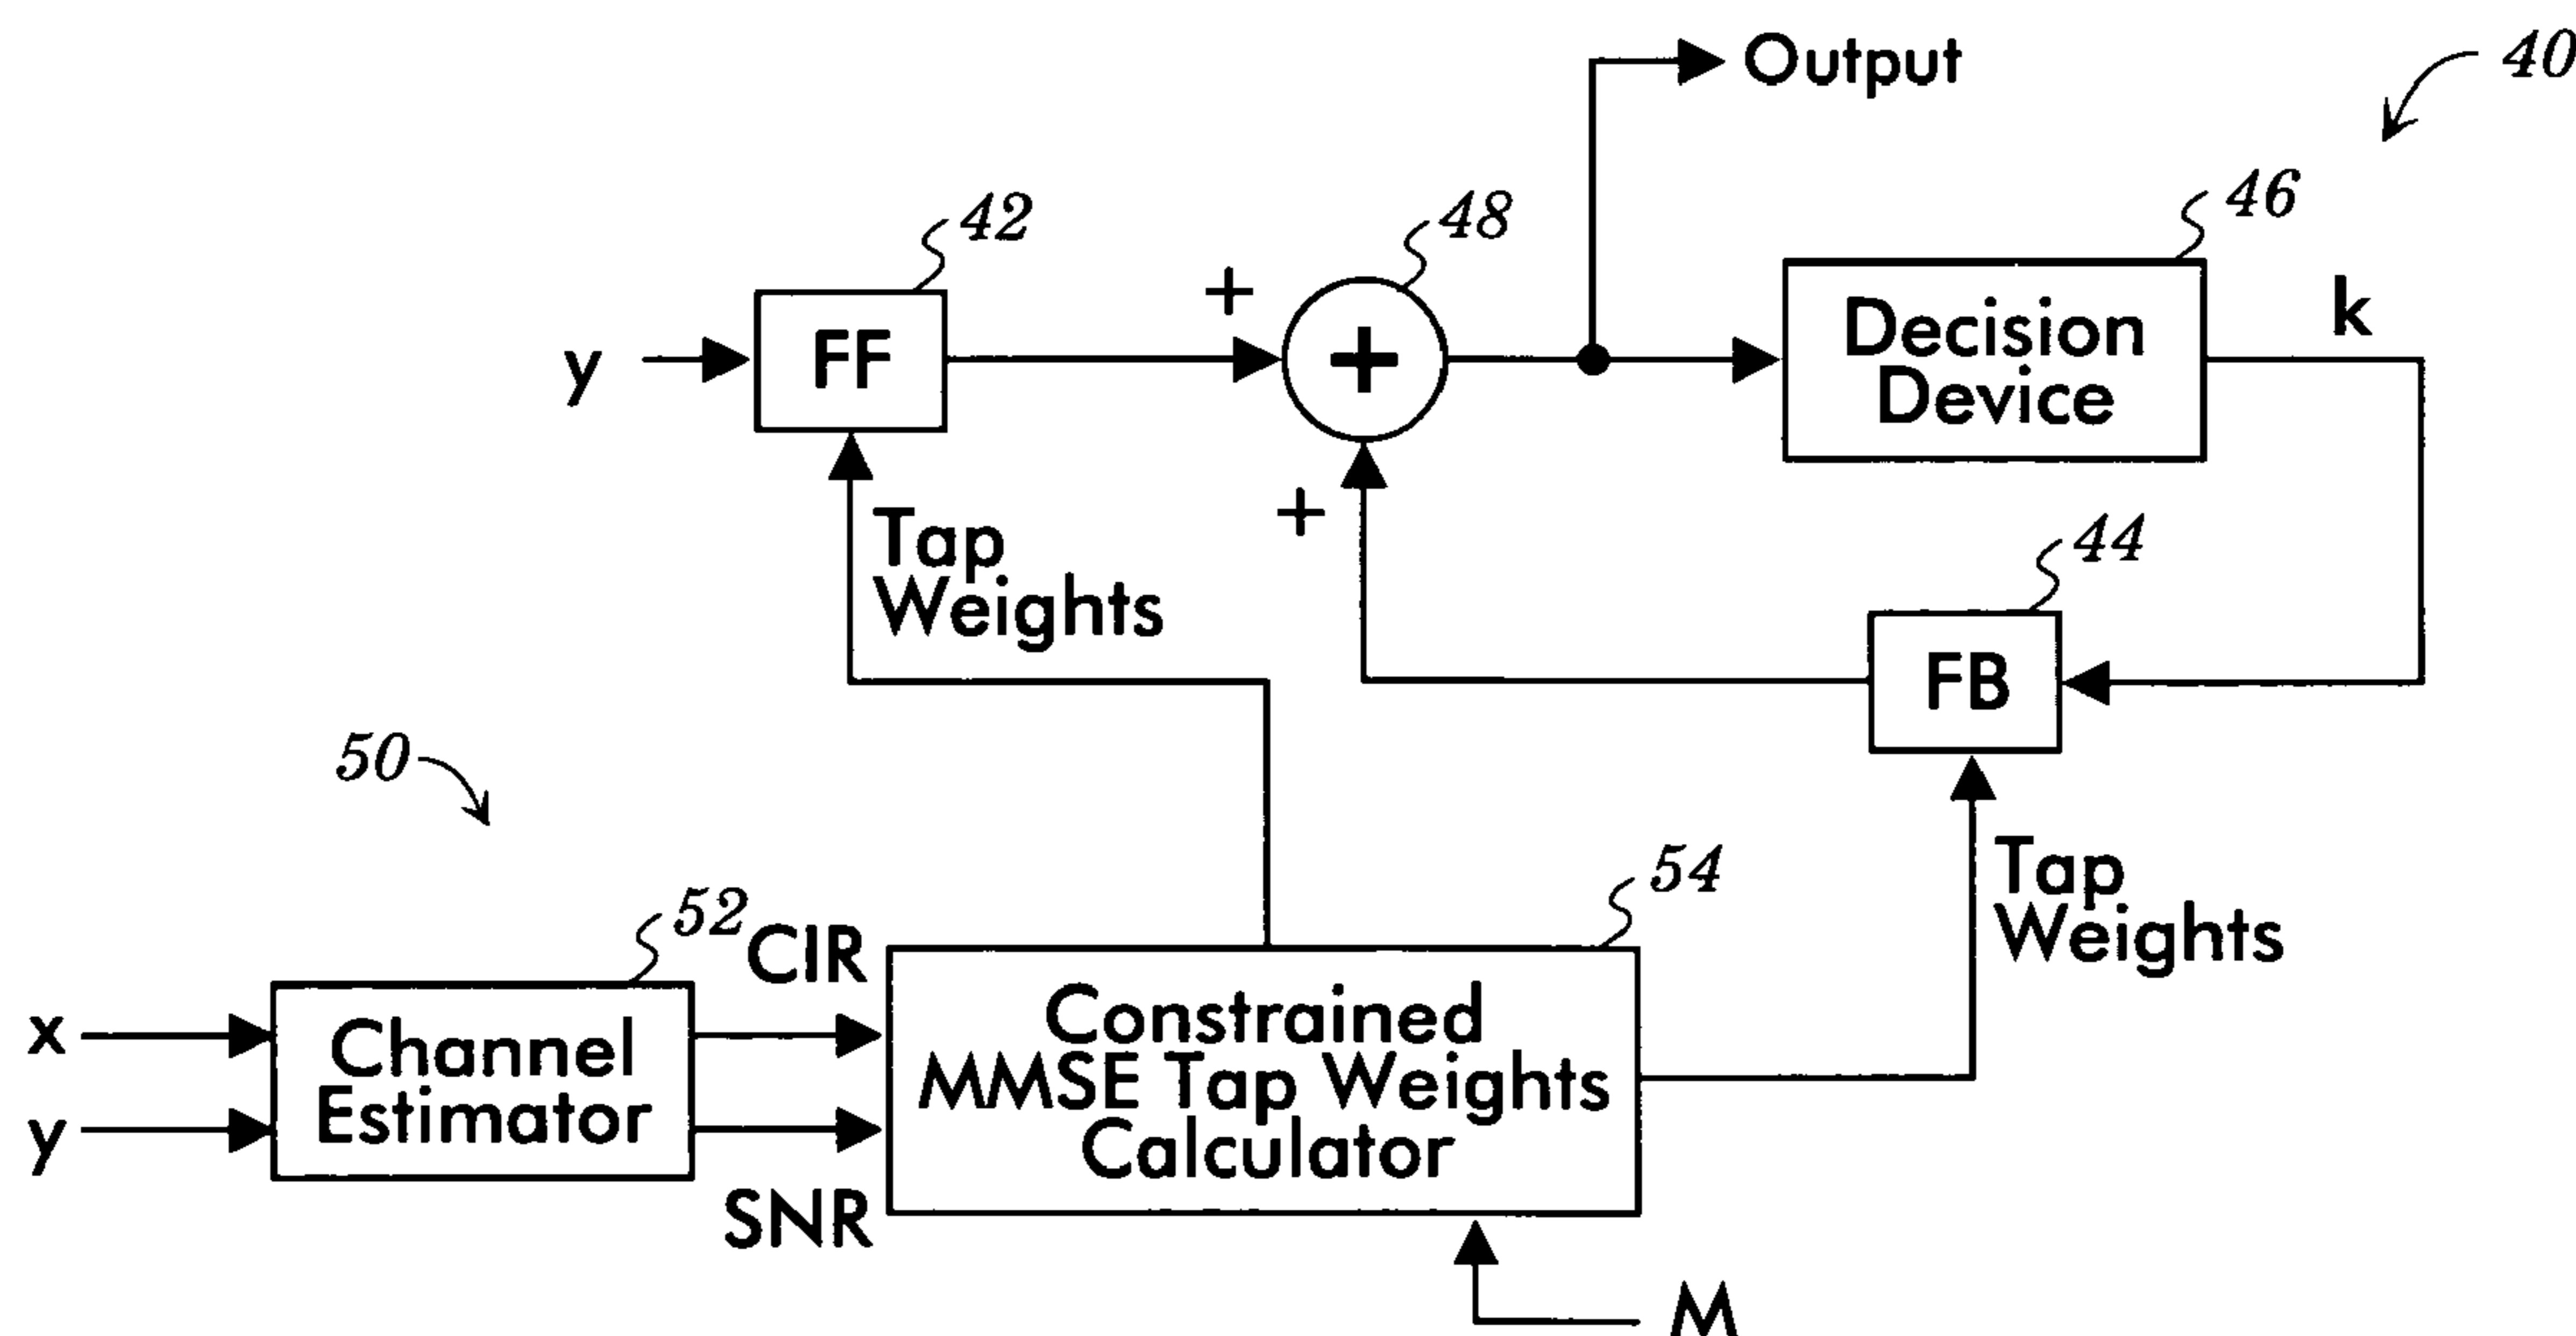 Output
40
42
48
46
+
k
y
FF
+
Decision
Device
+
44
Tap
Weights
FB
50
54
Tap
Weights
52
CIR
x
Channel
Estimator
Constrained
MMSE Tap Weights
Calculator
y
SNR
M